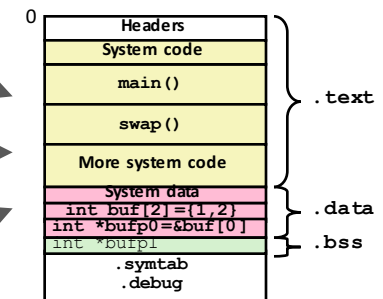 0
Headers
System code
main()
swap()
.text
More system code
System data
int buf[2]={1,2}
.data
int *bufp0=&buf[0]
int *bufp1
.bss
.symtab
.debug